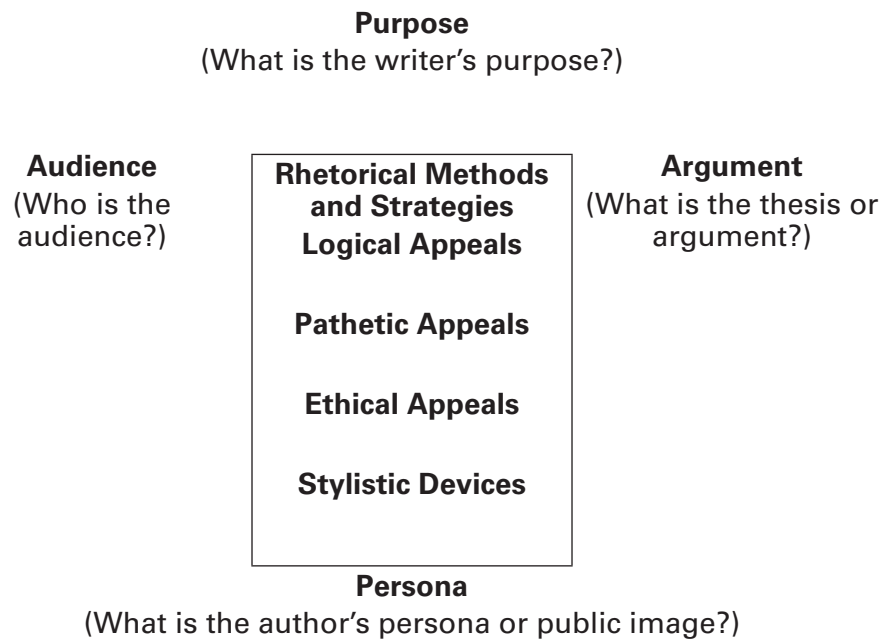 Purpose
(What is the writer’s purpose?)
Audience
(Who is the
audience?)
Rhetorical Methods
and Strategies
Logical Appeals
Pathetic Appeals
Ethical Appeals
Stylistic Devices
Argument
(What is the thesis or
argument?)
Persona
(What is the author’s persona or public image?)